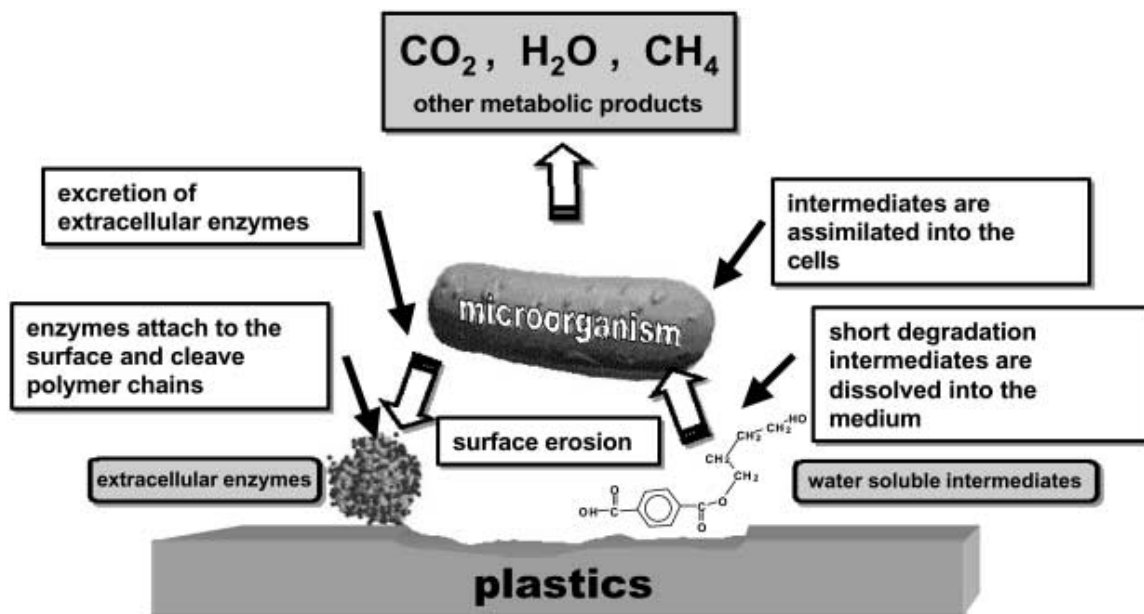 CO₂ , H₂O , CH₄
other metabolic products
excretion of
extracellular enzymes
intermediates are
assimilated into the
cells
microorganism
enzymes attach to the
surface and cleave
polymer chains
short degradation
intermediates are
dissolved into the
medium
surface erosion
extracellular enzymes
water soluble intermediates
HO
CH₂
CH₂
CH₂
CH₂
O
O
OH
C
C
O
plastics